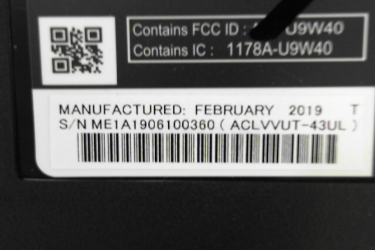 Contains FCC ID : U9W40
Contains IC : 1178A-U9W40
MANUFACTURED: FEBRUARY 2019 T
S/N ME1A1906100360 ( ACLVVUT-43UL )